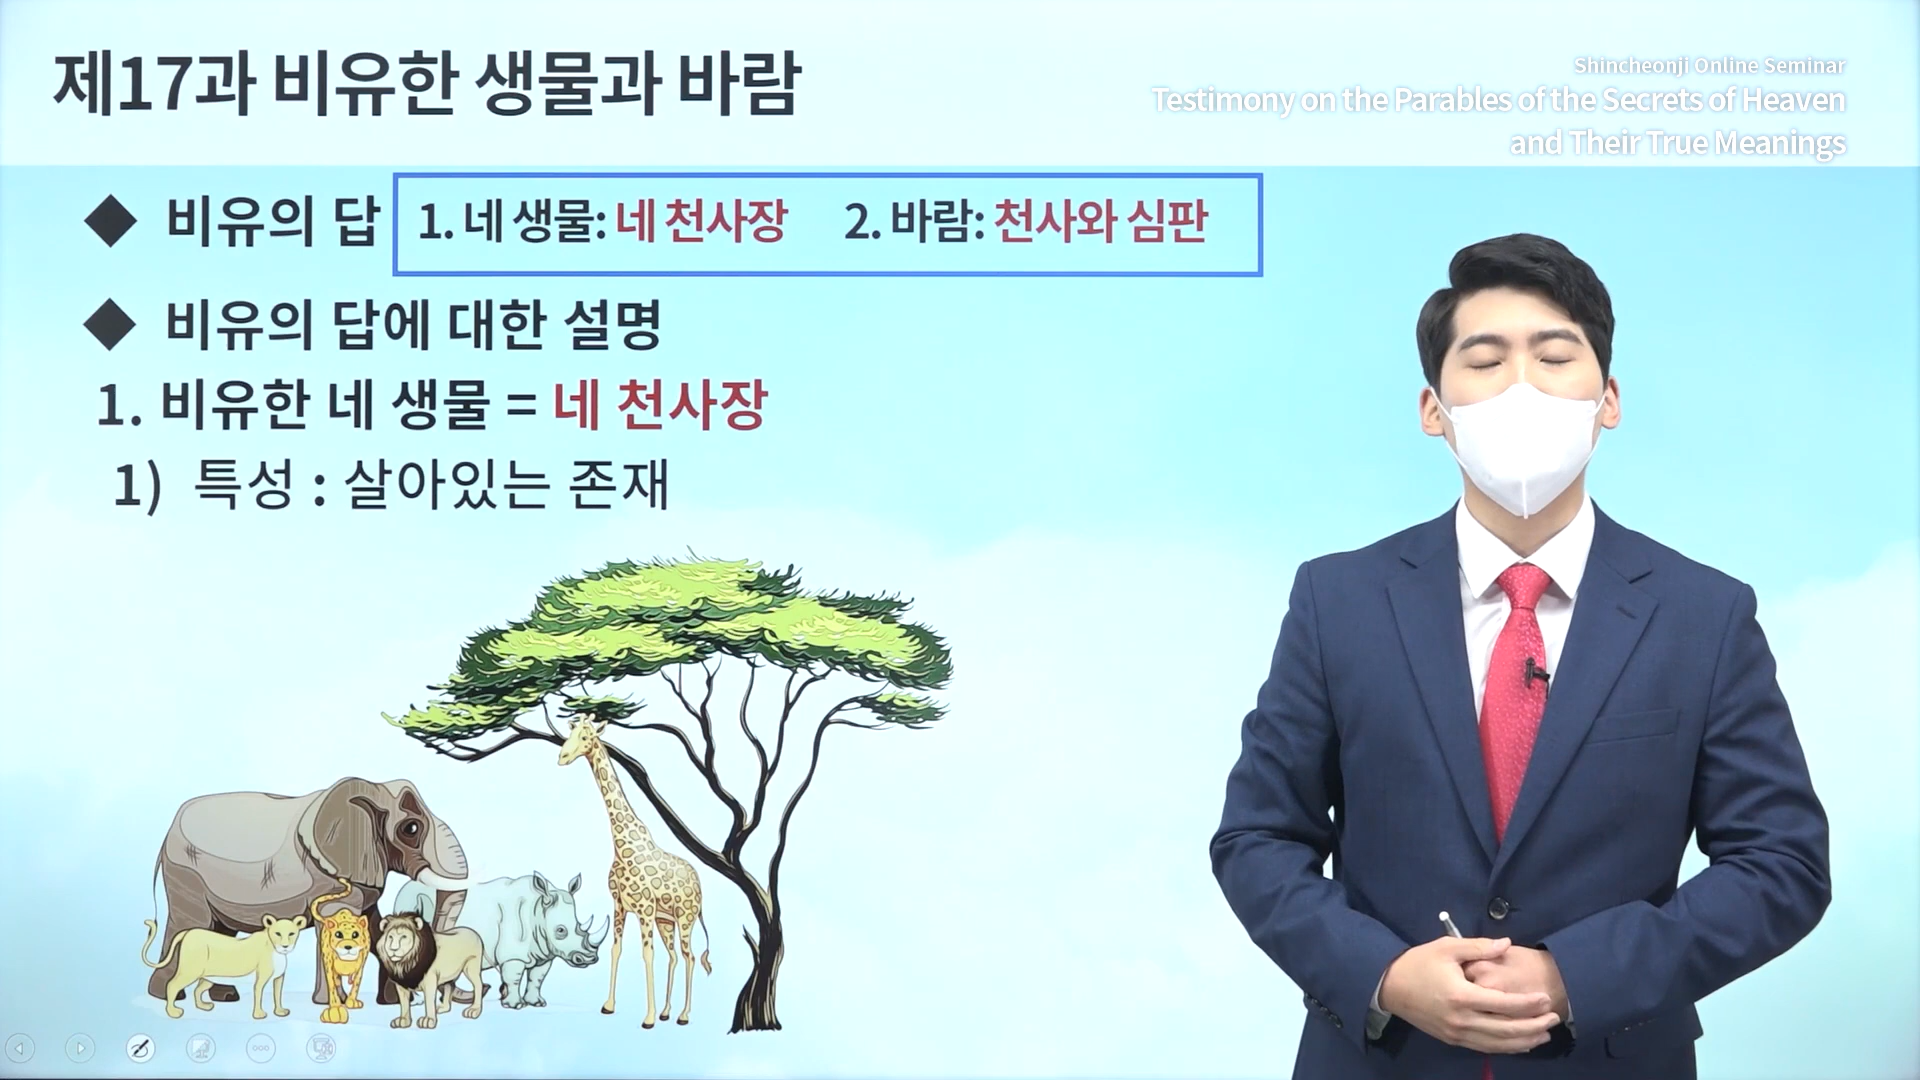 제17과 비유한 생물과 바람
Shincheonji Online Seminar
Testimony on the Parables of the Secrets of Heaven
and Their True Meanings
◆ 비유의 답 1. 네 생물: 네 천사장 2. 바람: 천사와 심판
◆ 비유의 답에 대한 설명
1. 비유한 네 생물 = 네 천사장
1) 특성 : 살아있는 존재